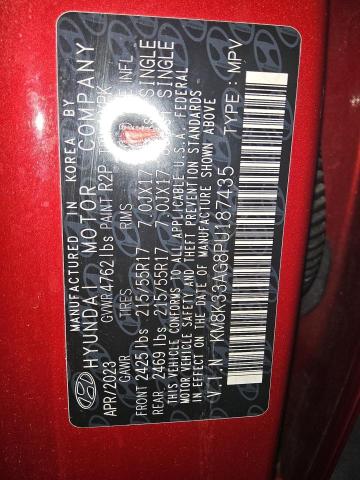 MANUFACTURED IN KOREA BY
HYUNDAI MOTOR COMPANY
APR/2023 GVWR 4762 lbs PAINT R2P
GAWR TIRES RIMS INFL
FRONT 2425 lbs 215/55R17 7.0JX17 SINGLE
REAR 2469 lbs 215/55R17 7.0JX17 SINGLE
THIS VEHICLE CONFORMS TO ALL APPLICABLE U.S.A. FEDERAL
MOTOR VEHICLE SAFETY AND THEFT PREVENTION STANDARDS
IN EFFECT ON THE DATE OF MANUFACTURE SHOWN ABOVE
V.I.N : KM8K33AG8PU187435 TYPE : MPV